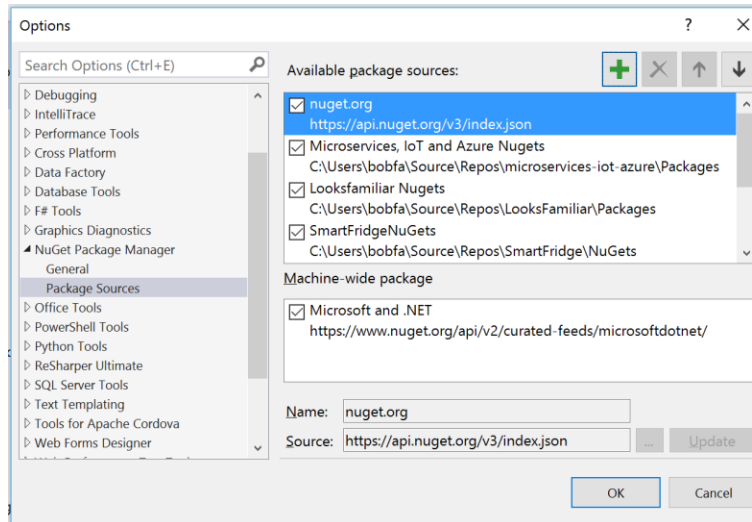 Options
?
Search Options (Ctrl+E)
Debugging
IntelliTrace
Performance Tools
Cross Platform
Data Factory
Database Tools
F# Tools
Graphics Diagnostics
NuGet Package Manager
General
Package Sources
Office Tools
PowerShell Tools
Python Tools
ReSharper Ultimate
SQL Server Tools
Text Templating
Tools for Apache Cordova
Web Forms Designer
Available package sources:
nuget.org
https://api.nuget.org/v3/index.json
Microservices, IoT and Azure Nugets
C:\Users\bobfa\Source\Repos\microservices-iot-azure\Packages
Looksfamiliar Nugets
C:\Users\bobfa\Source\Repos\LooksFamiliar\Packages
SmartFridgeNuGets
C:\Users\bobfa\Source\Repos\SmartFridge\NuGets
Machine-wide package
Microsoft and .NET
https://www.nuget.org/api/v2/curated-feeds/microsoftdotnet/
Name: nuget.org
Source: https://api.nuget.org/v3/index.json ... Update
OK Cancel